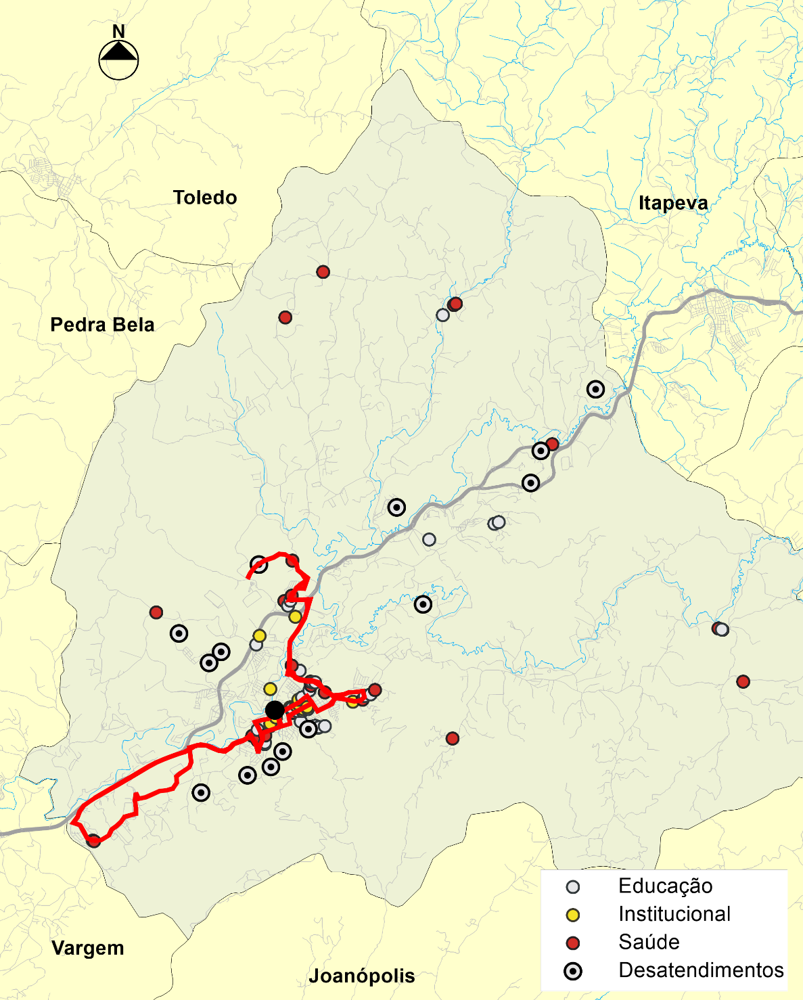 N
Toledo
Itapeva
Pedra Bela
Educação
Institucional
Saúde
Desatendimentos
Vargem
Joanópolis